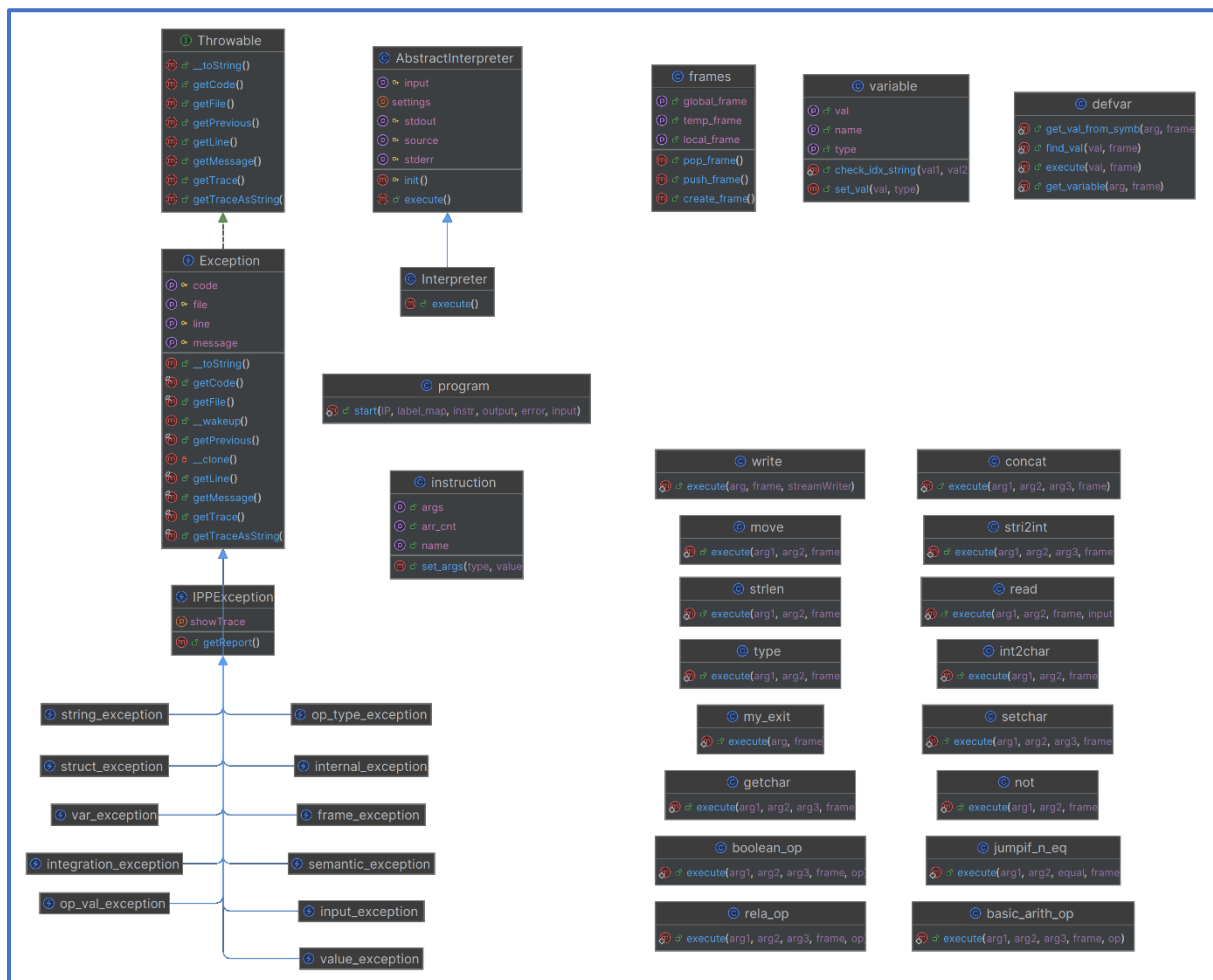 Throwable
__toString()
getCode()
getFile()
getPrevious()
getLine()
getMessage()
getTrace()
getTraceAsString(
AbstractInterpreter
input
settings
stdout
source
stderr
init()
execute()
frames
global_frame
temp_frame
local_frame
pop_frame()
push_frame()
create_frame()
variable
val
name
type
check_idx_string(val1, val2
set_val(val, type)
defvar
get_val_from_symb(arg, frame
find_val(val, frame)
execute(val, frame)
get_variable(arg, frame)
Exception
code
file
line
message
__toString()
getCode()
getFile()
__wakeup()
getPrevious()
__clone()
getLine()
getMessage()
getTrace()
getTraceAsString(
Interpreter
execute()
program
start(IP, label_map, instr, output, error, input)
instruction
args
arr_cnt
name
set_args(type, value
IPPException
showTrace
getReport()
string_exception
op_type_exception
struct_exception
internal_exception
var_exception
frame_exception
integration_exception
semantic_exception
op_val_exception
input_exception
value_exception
write
execute(arg, frame, streamWriter)
concat
execute(arg1, arg2, arg3, frame)
move
execute(arg1, arg2, frame
stri2int
execute(arg1, arg2, arg3, frame
strlen
execute(arg1, arg2, frame
read
execute(arg1, arg2, frame, input
type
execute(arg1, arg2, frame
int2char
execute(arg1, arg2, frame
my_exit
execute(arg, frame
setchar
execute(arg1, arg2, arg3, frame
getchar
execute(arg1, arg2, arg3, frame
not
execute(arg1, arg2, frame
boolean_op
execute(arg1, arg2, arg3, frame, op
jumpif_n_eq
execute(arg1, arg2, equal, frame
rela_op
execute(arg1, arg2, arg3, frame, op
basic_arith_op
execute(arg1, arg2, arg3, frame, op)